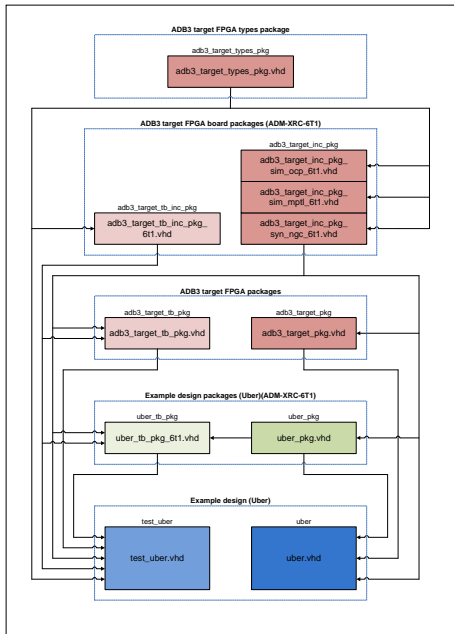 ADB3 target FPGA types package
adb3_target_types_pkg
adb3_target_types_pkg.vhd
ADB3 target FPGA board packages (ADM-XRC-6T1)
adb3_target_inc_pkg
adb3_target_inc_pkg_
sim_ocp_6t1.vhd
adb3_target_inc_pkg_
sim_mptl_6t1.vhd
adb3_target_tb_inc_pkg
adb3_target_tb_inc_pkg_
6t1.vhd
adb3_target_inc_pkg_
syn_ngc_6t1.vhd
ADB3 target FPGA packages
adb3_target_tb_pkg
adb3_target_pkg
adb3_target_tb_pkg.vhd
adb3_target_pkg.vhd
Example design packages (Uber)(ADM-XRC-6T1)
uber_tb_pkg
uber_pkg
uber_tb_pkg_6t1.vhd
uber_pkg.vhd
Example design (Uber)
test_uber
uber
test_uber.vhd
uber.vhd